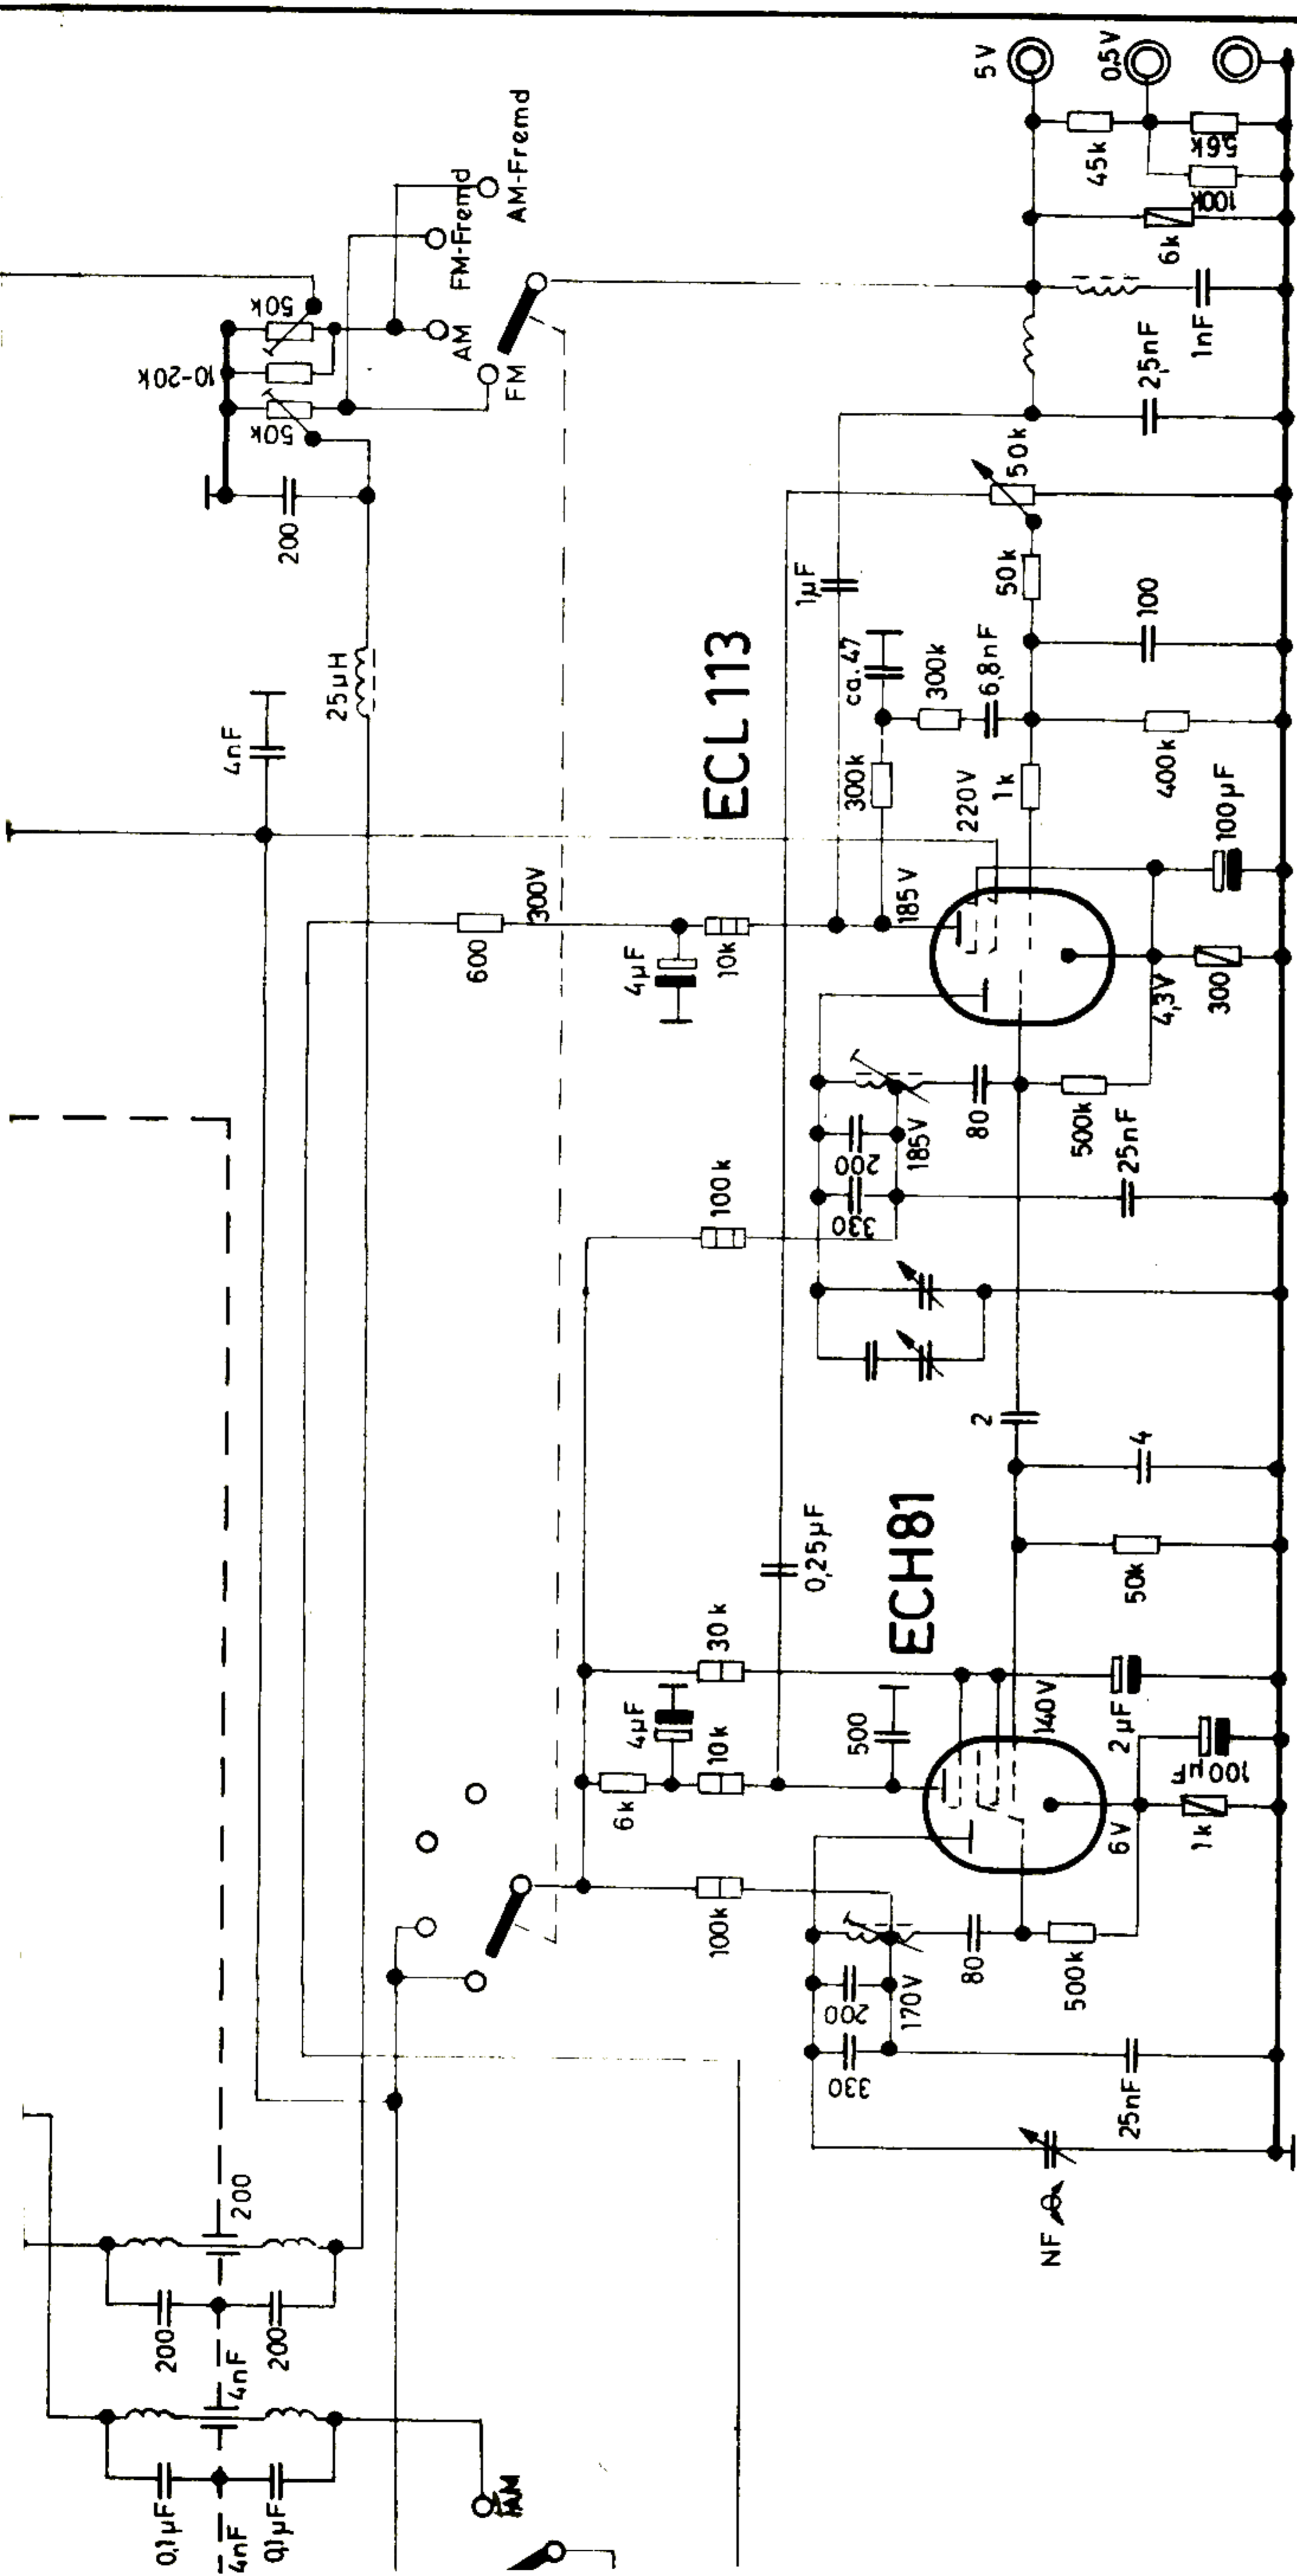 5V
0,5V
45k
5,6k
100k
6k
50k
10-20k
50k
AM
FM
FM-Fremd
AM-Fremd
200
4nF
25µH
1nF
2,5nF
50k
1µF
50k
100
ECL 113
ca. 47
300k
6,8nF
300k
220V
1k
400k
100µF
600
300V
4µF
10k
185V
4,3V
300
80
500k
25nF
200
330
185V
100k
2
4
0,25µF
ECH81
50k
30k
4µF
10k
6k
500
140V
2µF
100µF
6V
1k
100k
80
500k
200
330
170V
25nF
NF
200
200
200
4nF
0,1µF
0,1µF
4nF
AM